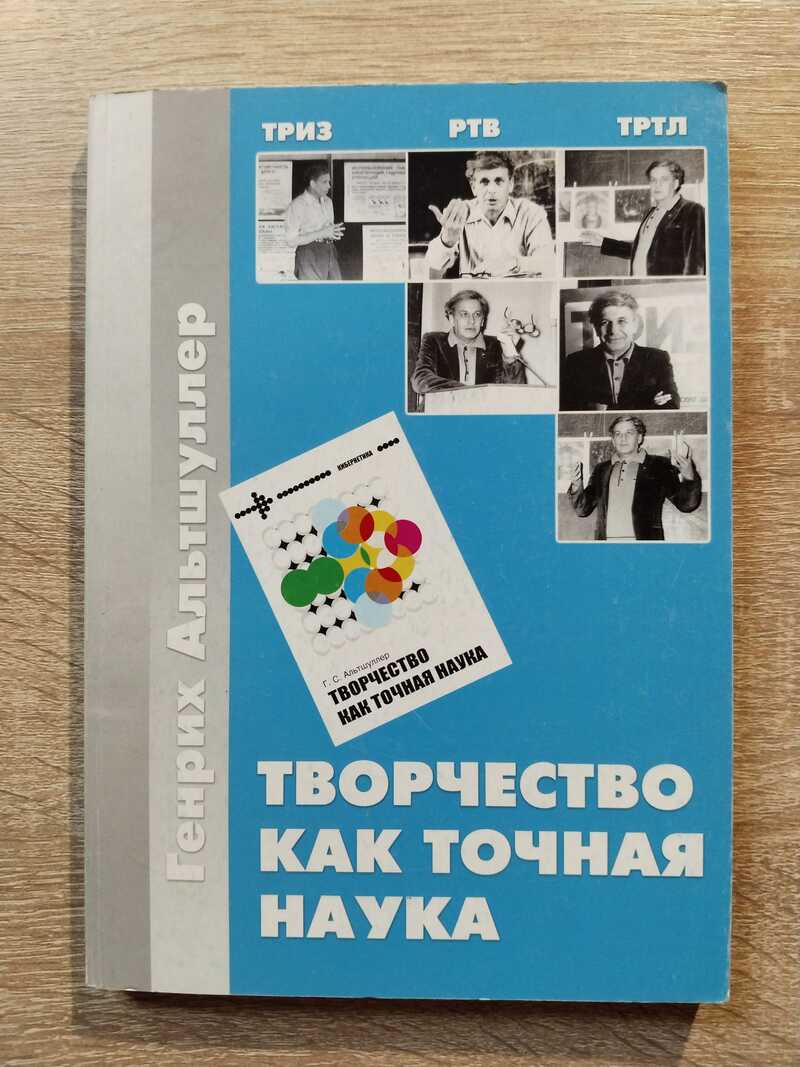 ТРИЗ РТВ ТРТЛ
Генрих Альтшуллер
КИБЕРНЕТИКА
Г. С. Альтшуллер
ТВОРЧЕСТВО
КАК ТОЧНАЯ НАУКА
ТВОРЧЕСТВО
КАК ТОЧНАЯ
НАУКА